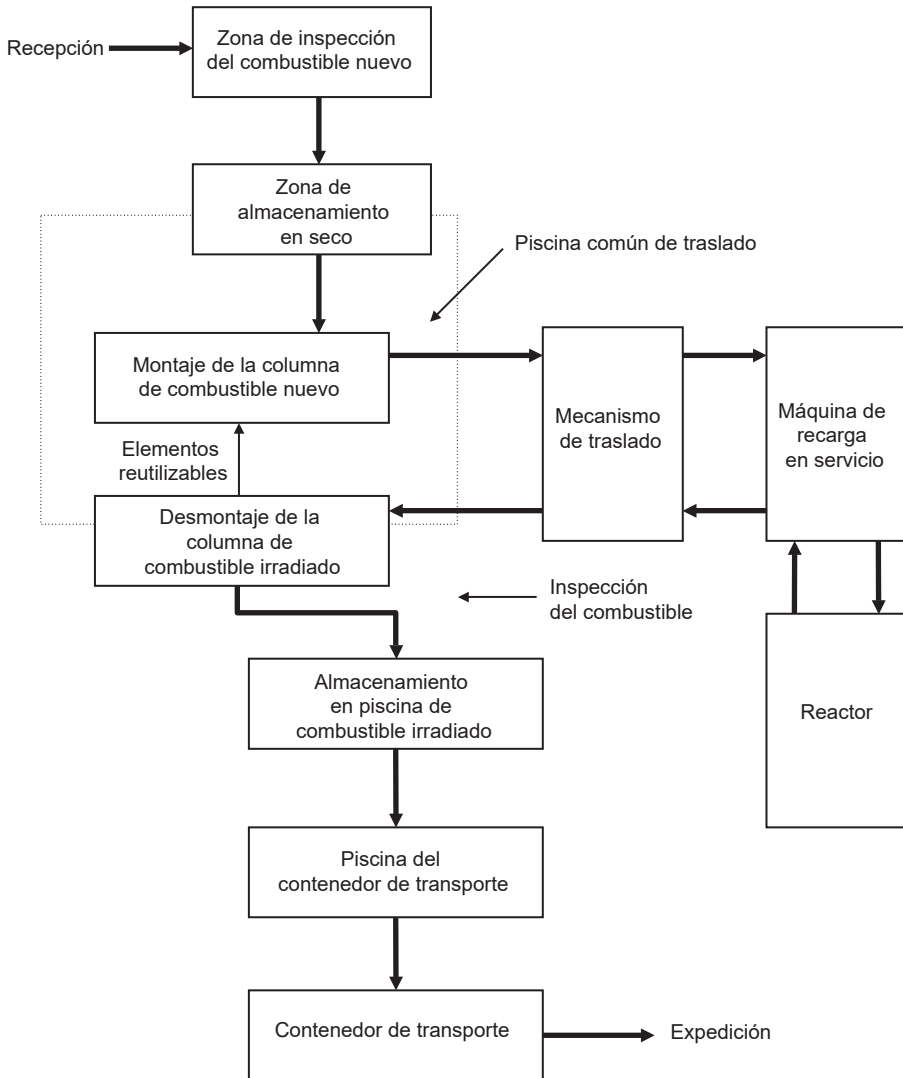 Recepción
Zona de inspección
del combustible nuevo
Zona de
almacenamiento
en seco
Piscina común de traslado
Montaje de la columna
de combustible nuevo
Mecanismo
de traslado
Máquina de
recarga
en servicio
Elementos
reutilizables
Desmontaje de la
columna de
combustible irradiado
Inspección
del combustible
Almacenamiento
en piscina de
combustible irradiado
Reactor
Piscina del
contenedor de transporte
Contenedor de transporte
Expedición